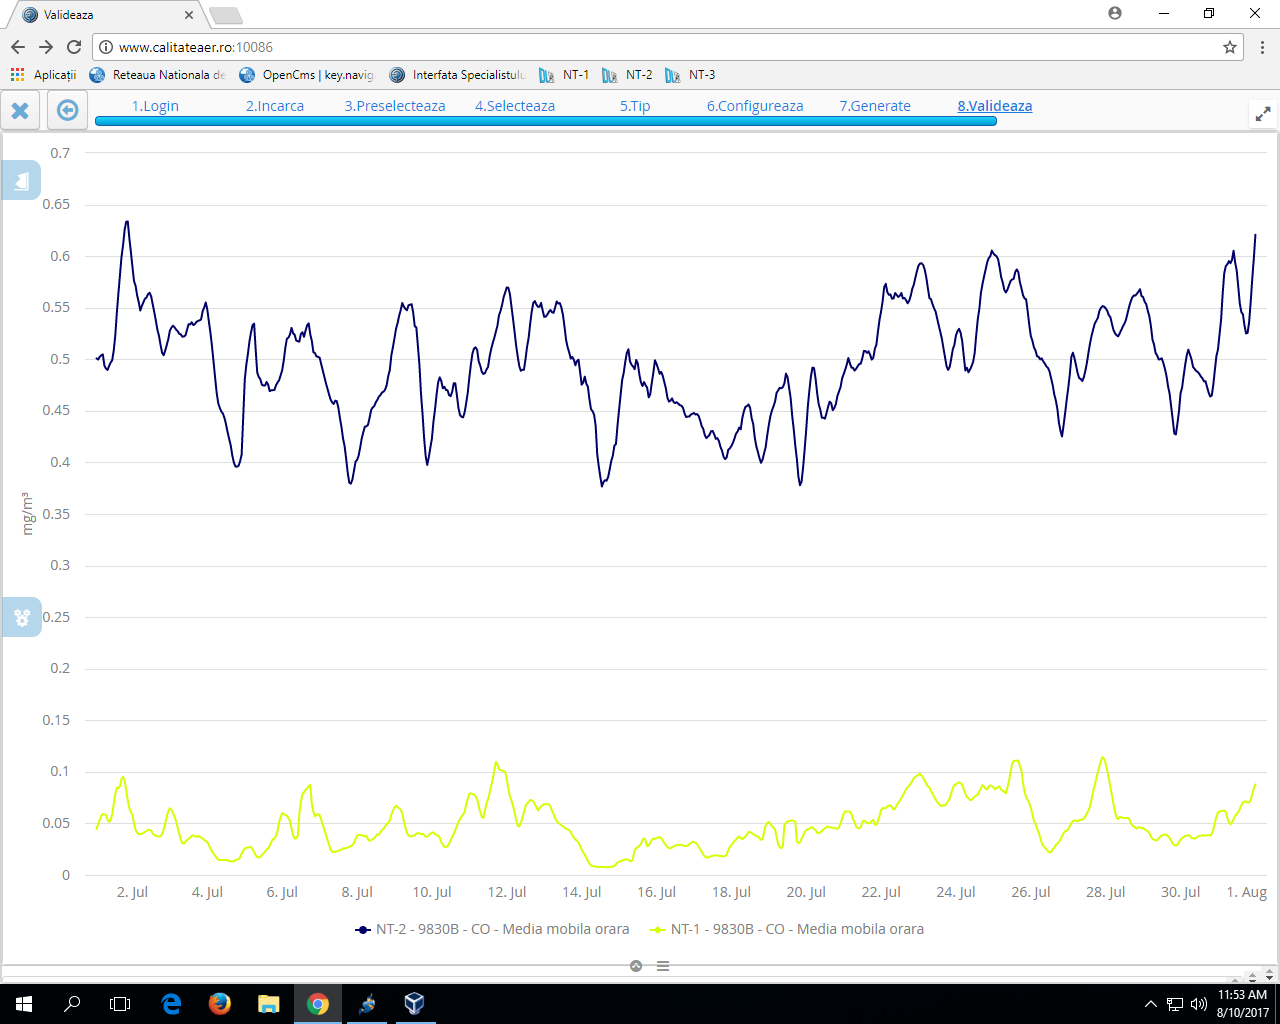 Valideaza
www.calitateaer.ro:10086
Aplicații
Reteaua Nationala de
OpenCms | key.navig
Interfata Specialistulu
NT-1
NT-2
NT-3
1.Login
2.Incarca
3.Preselecteaza
4.Selecteaza
5.Tip
6.Configureaza
7.Generate
8.Valideaza
0.7
0.65
0.6
0.55
0.5
0.45
0.4
0.35
0.3
0.25
0.2
0.15
0.1
0.05
0
mg/m³
2. Jul
4. Jul
6. Jul
8. Jul
10. Jul
12. Jul
14. Jul
16. Jul
18. Jul
20. Jul
22. Jul
24. Jul
26. Jul
28. Jul
30. Jul
1. Aug
NT-2 - 9830B - CO - Media mobila orara
NT-1 - 9830B - CO - Media mobila orara
11:53 AM
8/10/2017